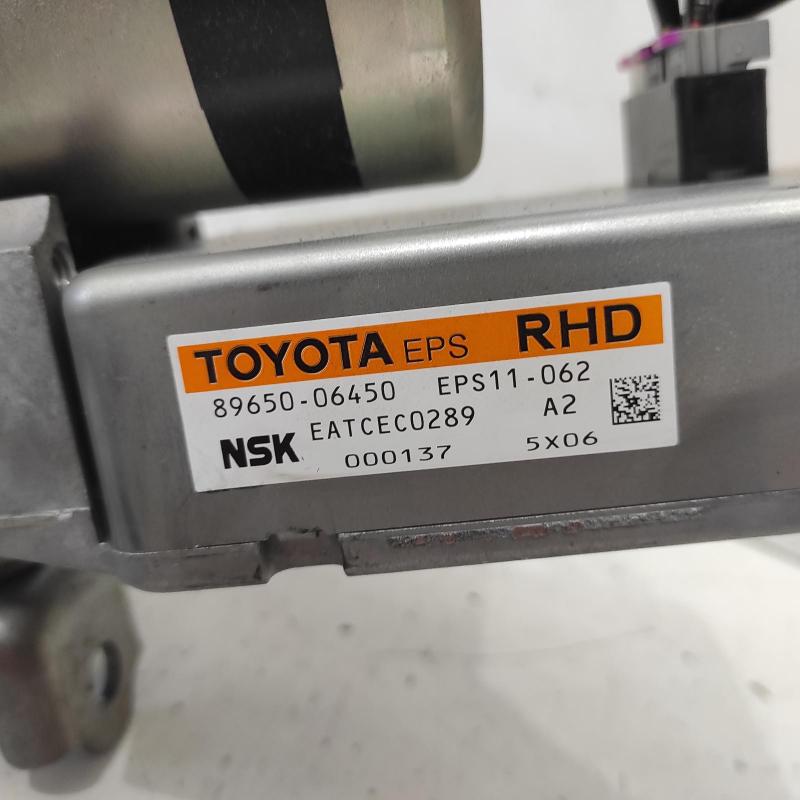 TOYOTA EPS RHD
89650-06450 EPS11-062
NSK EATCEC0289 A2
000137 5X06